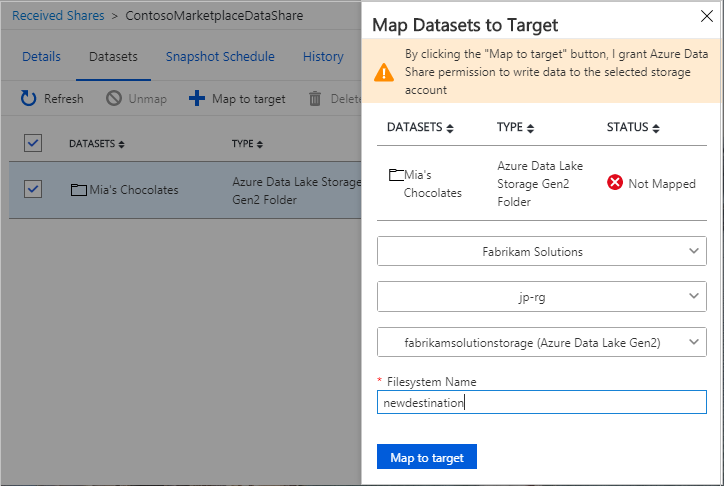 Received Shares > ContosoMarketplaceDataShare
Details Datasets Snapshot Schedule History
Refresh Unmap Map to target Delete
DATASETS TYPE
Mia's Chocolates
Azure Data Lake Storage
Gen2 Folder
Map Datasets to Target
By clicking the "Map to target" button, I grant Azure Data
Share permission to write data to the selected storage
account
DATASETS TYPE STATUS
Mia's
Chocolates
Azure Data Lake
Storage Gen2
Folder
Not Mapped
Fabrikam Solutions
jp-rg
fabrikamsolutionstorage (Azure Data Lake Gen2)
* Filesystem Name
newdestination
Map to target